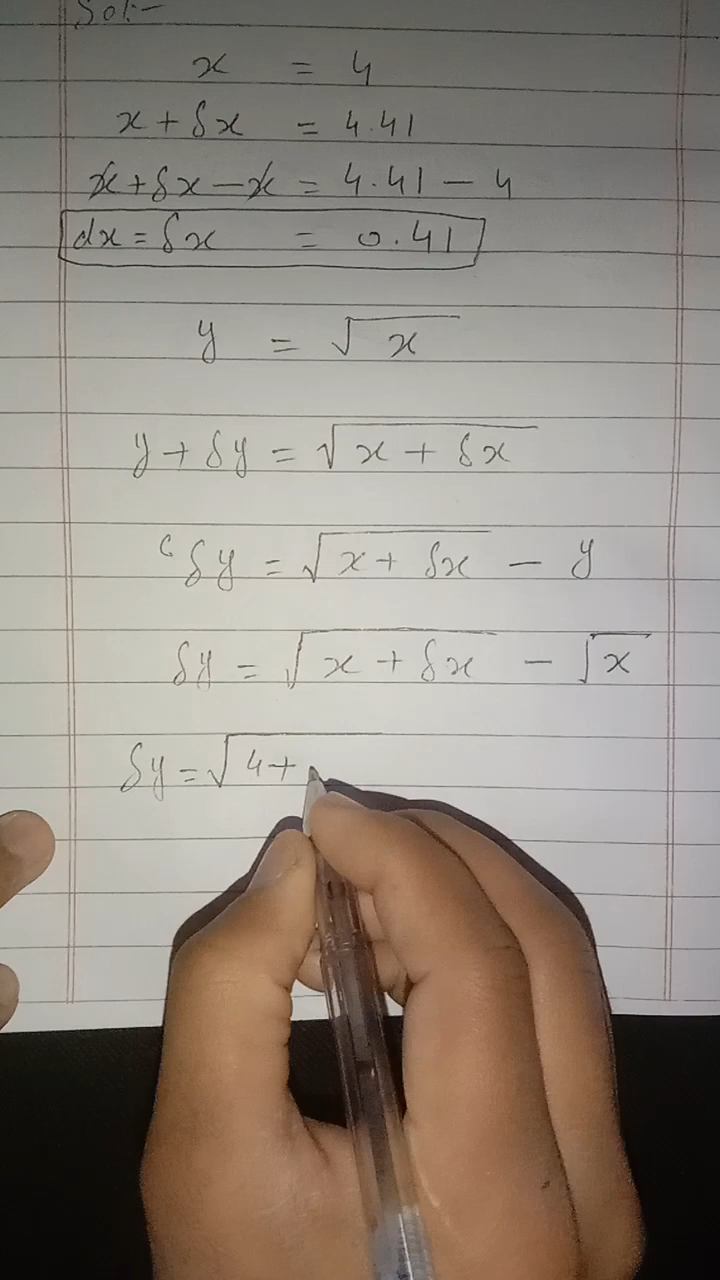 Sol:-
x = 4
x + δx = 4.41
x + δx - x = 4.41 - 4
dx = δx = 0.41
y = √x
y + δy = √x + δx
δy = √x + δx - y
δy = √x + δx - √x
δy = √4 +